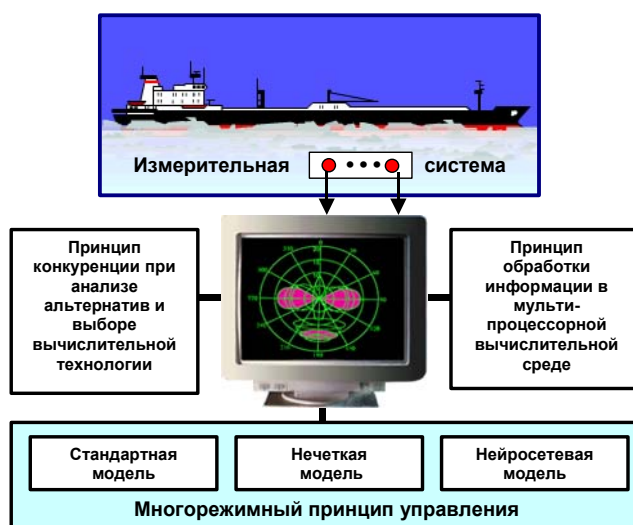 Измерительная система
Принцип
конкуренции при
анализе
альтернатив и
выборе
вычислительной
технологии
Принцип
обработки
информации в
мульти-
процессорной
вычислительной
среде
Стандартная
модель
Нечеткая
модель
Нейросетевая
модель
Многорежимный принцип управления